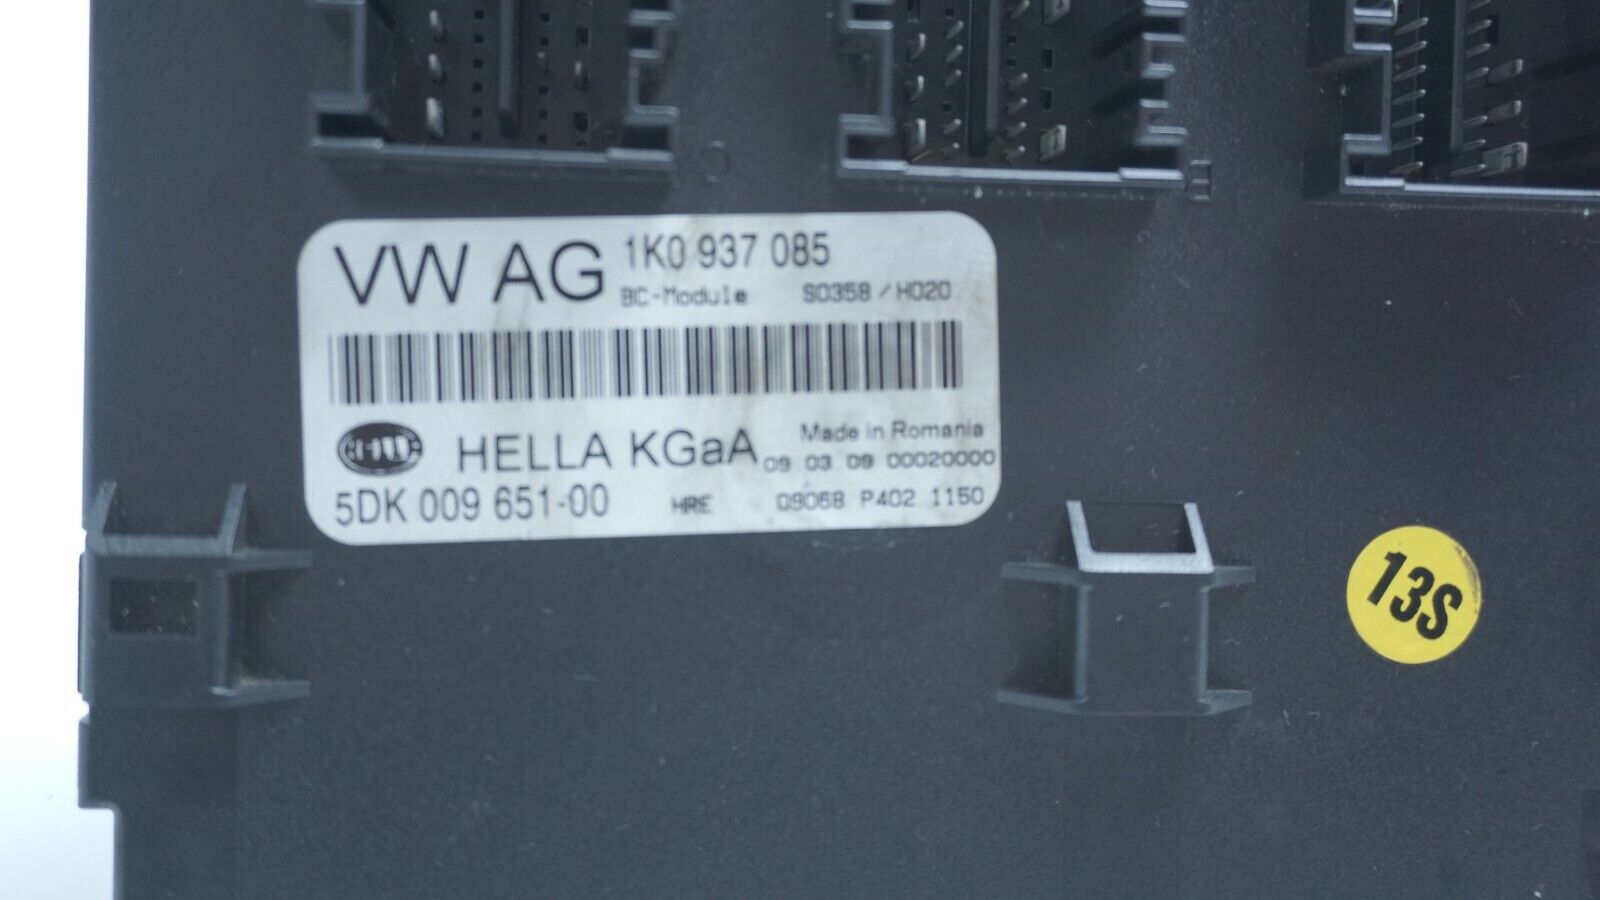 VW AG 1K0 937 085
BC-Module S0358 / H020
HELLA KGaA Made in Romania
09 03 09 00020000
5DK 009 651-00 HRE 09068 P402 1150
13S